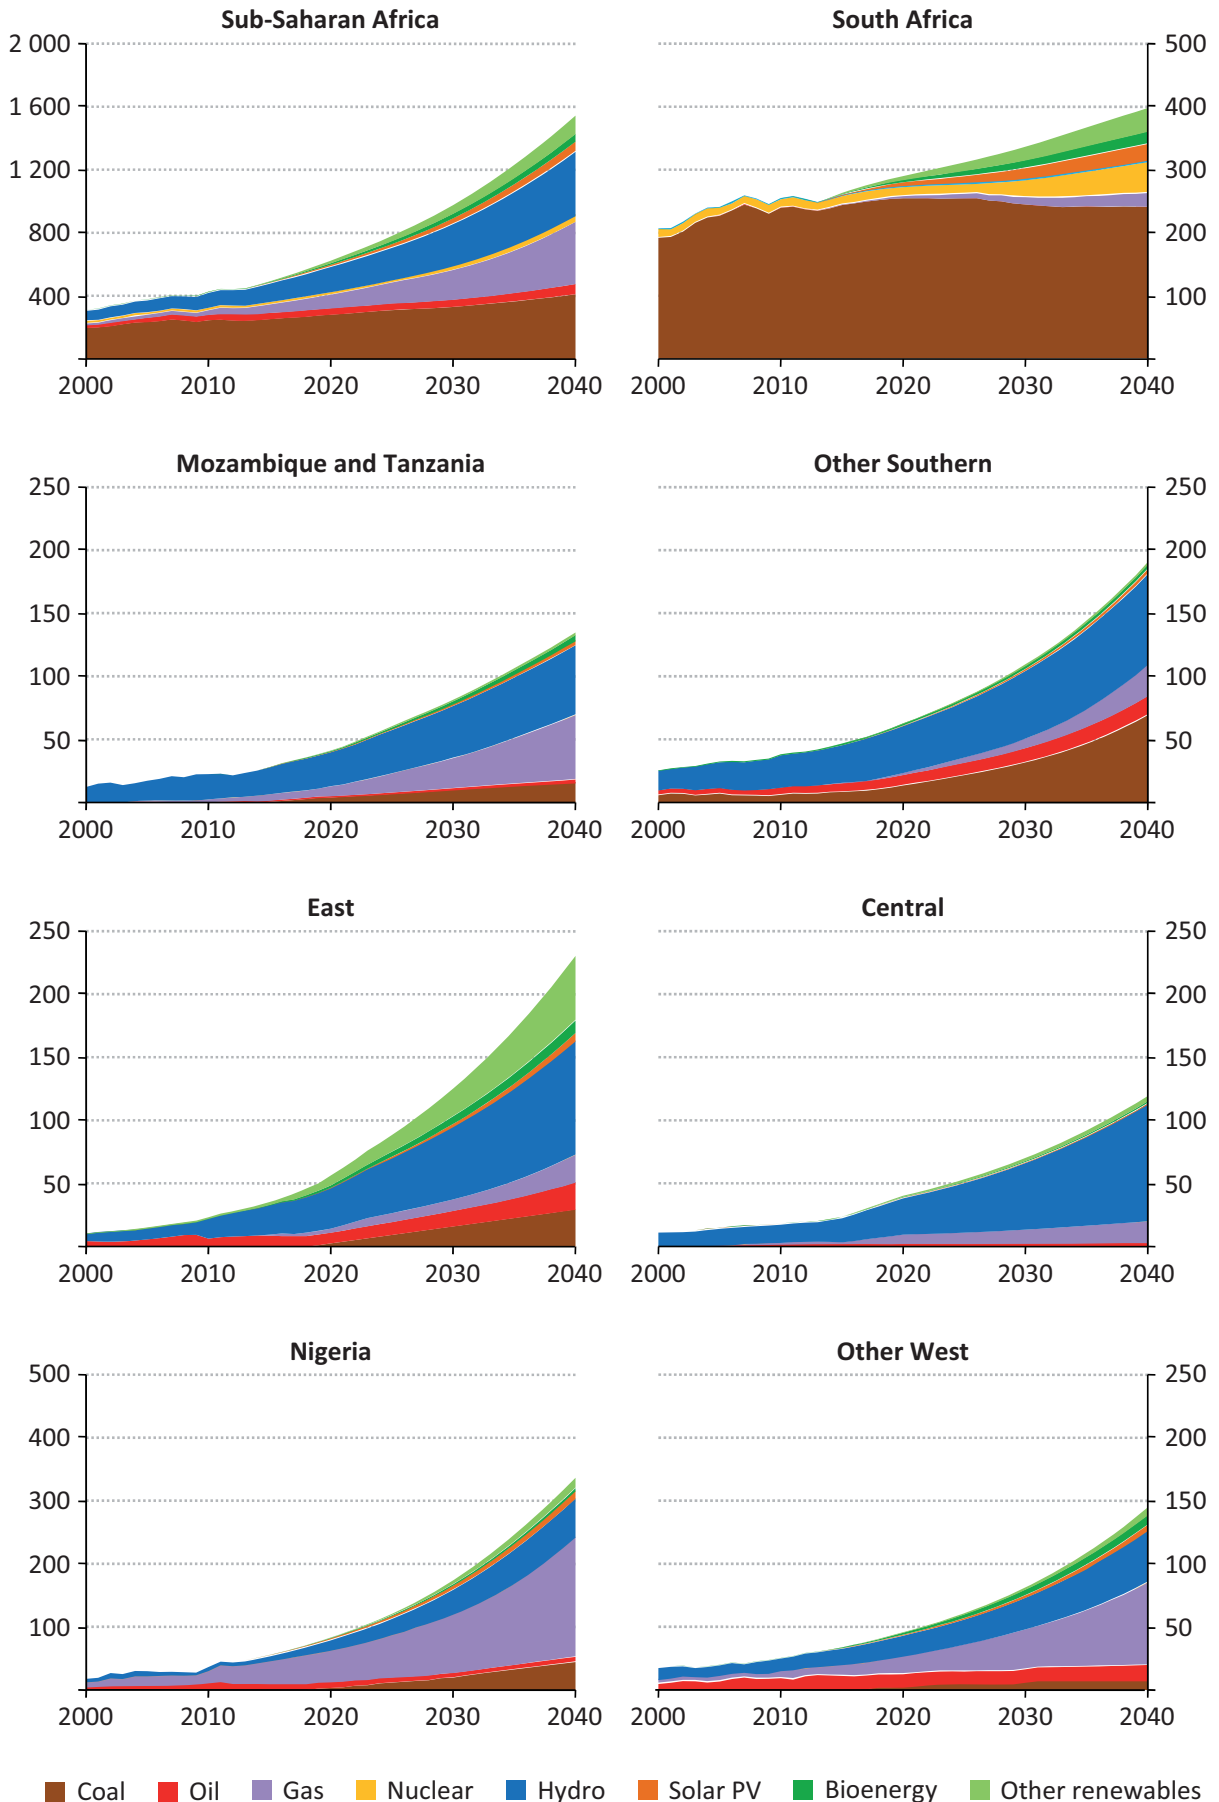 Sub-Saharan Africa
South Africa
2 000
1 600
1 200
800
400
500
400
300
200
100
2000 2010 2020 2030 2040
2000 2010 2020 2030 2040
Mozambique and Tanzania
Other Southern
250
200
150
100
50
250
200
150
100
50
2000 2010 2020 2030 2040
2000 2010 2020 2030 2040
East
Central
250
200
150
100
50
250
200
150
100
50
2000 2010 2020 2030 2040
2000 2010 2020 2030 2040
Nigeria
Other West
500
400
300
200
100
250
200
150
100
50
2000 2010 2020 2030 2040
2000 2010 2020 2030 2040
Coal Oil Gas Nuclear Hydro Solar PV Bioenergy Other renewables